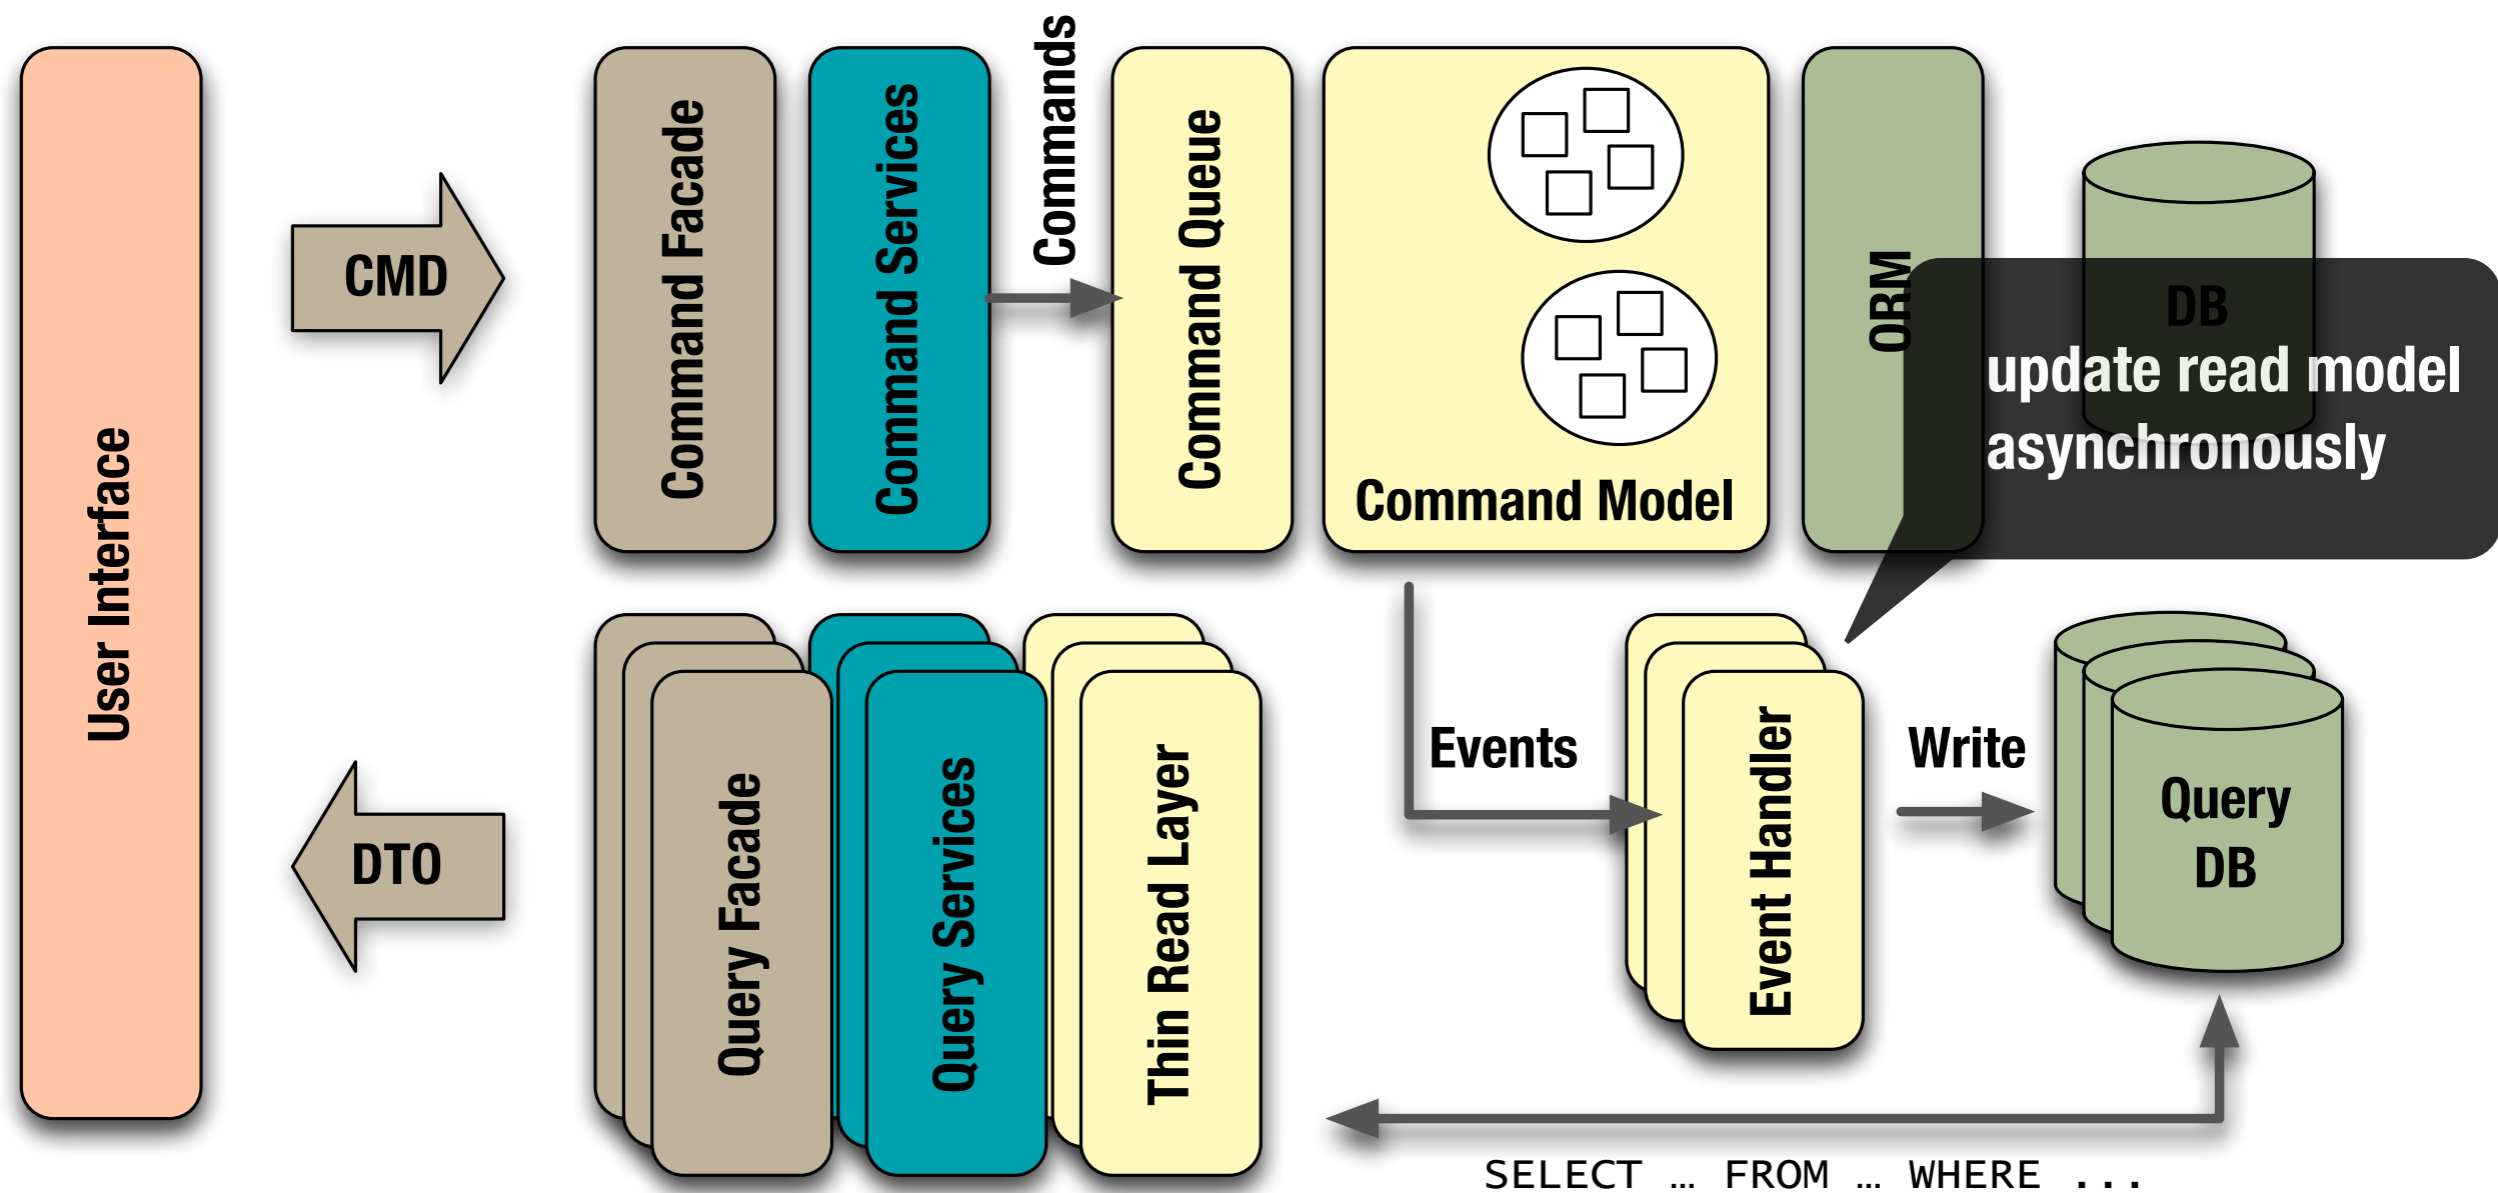 User Interface
CMD
Command Facade
Command Services
Commands
Command Queue
Command Model
ORM
DB
update read model
asynchronously
DTO
Query Facade
Query Services
Thin Read Layer
Events
Event Handler
Write
Query
DB
SELECT … FROM … WHERE ...